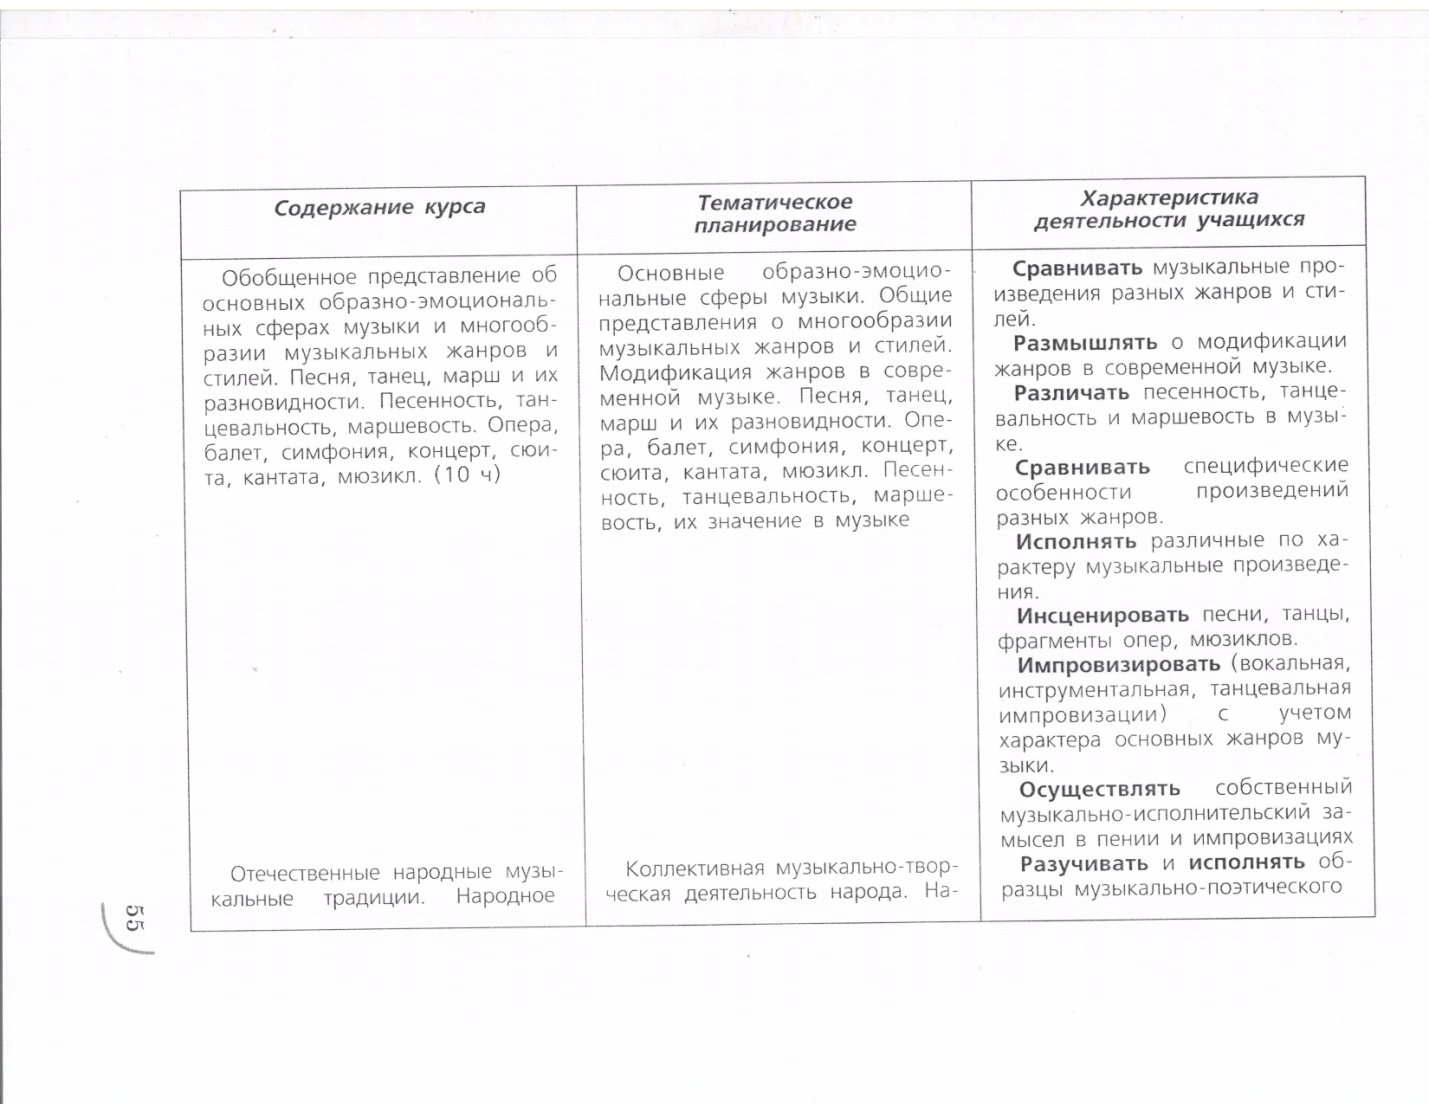 Содержание курса
Тематическое
планирование
Характеристика
деятельности учащихся
Обобщенное представление об
основных образно-эмоциональ-
ных сферах музыки и многооб-
разии музыкальных жанров и
стилей. Песня, танец, марш и их
разновидности. Песенность, тан-
цевальность, маршевость. Опера,
балет, симфония, концерт, сюи-
та, кантата, мюзикл. (10 ч)
Основные образно-эмоцио-
нальные сферы музыки. Общие
представления о многообразии
музыкальных жанров и стилей.
Модификация жанров в совре-
менной музыке. Песня, танец,
марш и их разновидности. Опе-
ра, балет, симфония, концерт,
сюита, кантата, мюзикл. Песен-
ность, танцевальность, марше-
вость, их значение в музыке
Сравнивать музыкальные про-
изведения разных жанров и сти-
лей.
Размышлять о модификации
жанров в современной музыке.
Различать песенность, танце-
вальность и маршевость в музы-
ке.
Сравнивать специфические
особенности произведений
разных жанров.
Исполнять различные по ха-
рактеру музыкальные произведе-
ния.
Инсценировать песни, танцы,
фрагменты опер, мюзиклов.
Импровизировать (вокальная,
инструментальная, танцевальная
импровизации) с учетом
характера основных жанров му-
зыки.
Осуществлять собственный
музыкально-исполнительский за-
мысел в пении и импровизациях
Отечественные народные музы-
кальные традиции. Народное
Коллективная музыкально-твор-
ческая деятельность народа. На-
Разучивать и исполнять об-
разцы музыкально-поэтического
55